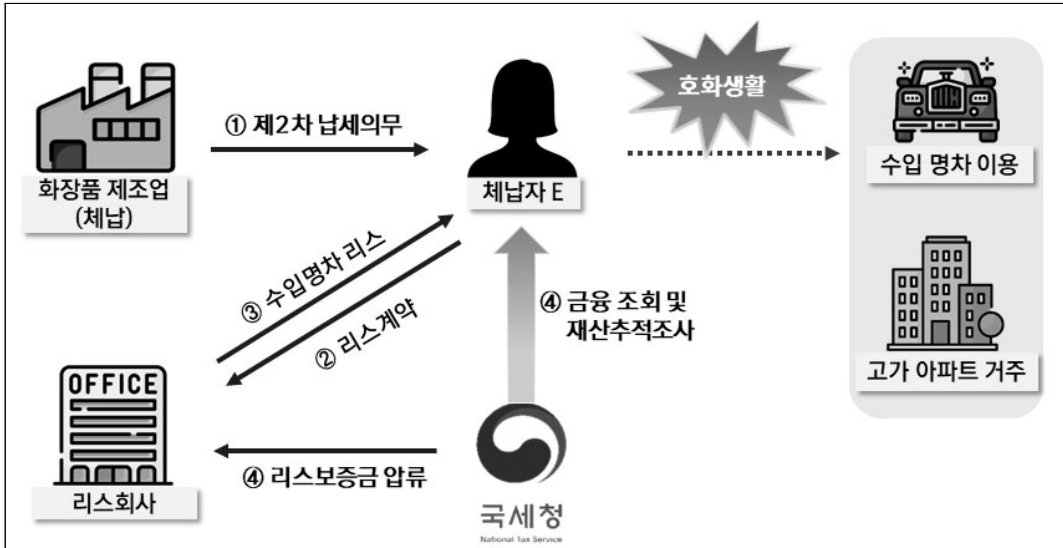 호화생활
① 제2차 납세의무
화장품 제조업
(체납)
체납자 E
수입 명차 이용
③ 수입명차 리스
② 리스계약
④ 금융 조회 및
재산추적조사
고가 아파트 거주
OFFICE
리스회사
④ 리스보증금 압류
국세청
National Tax Service